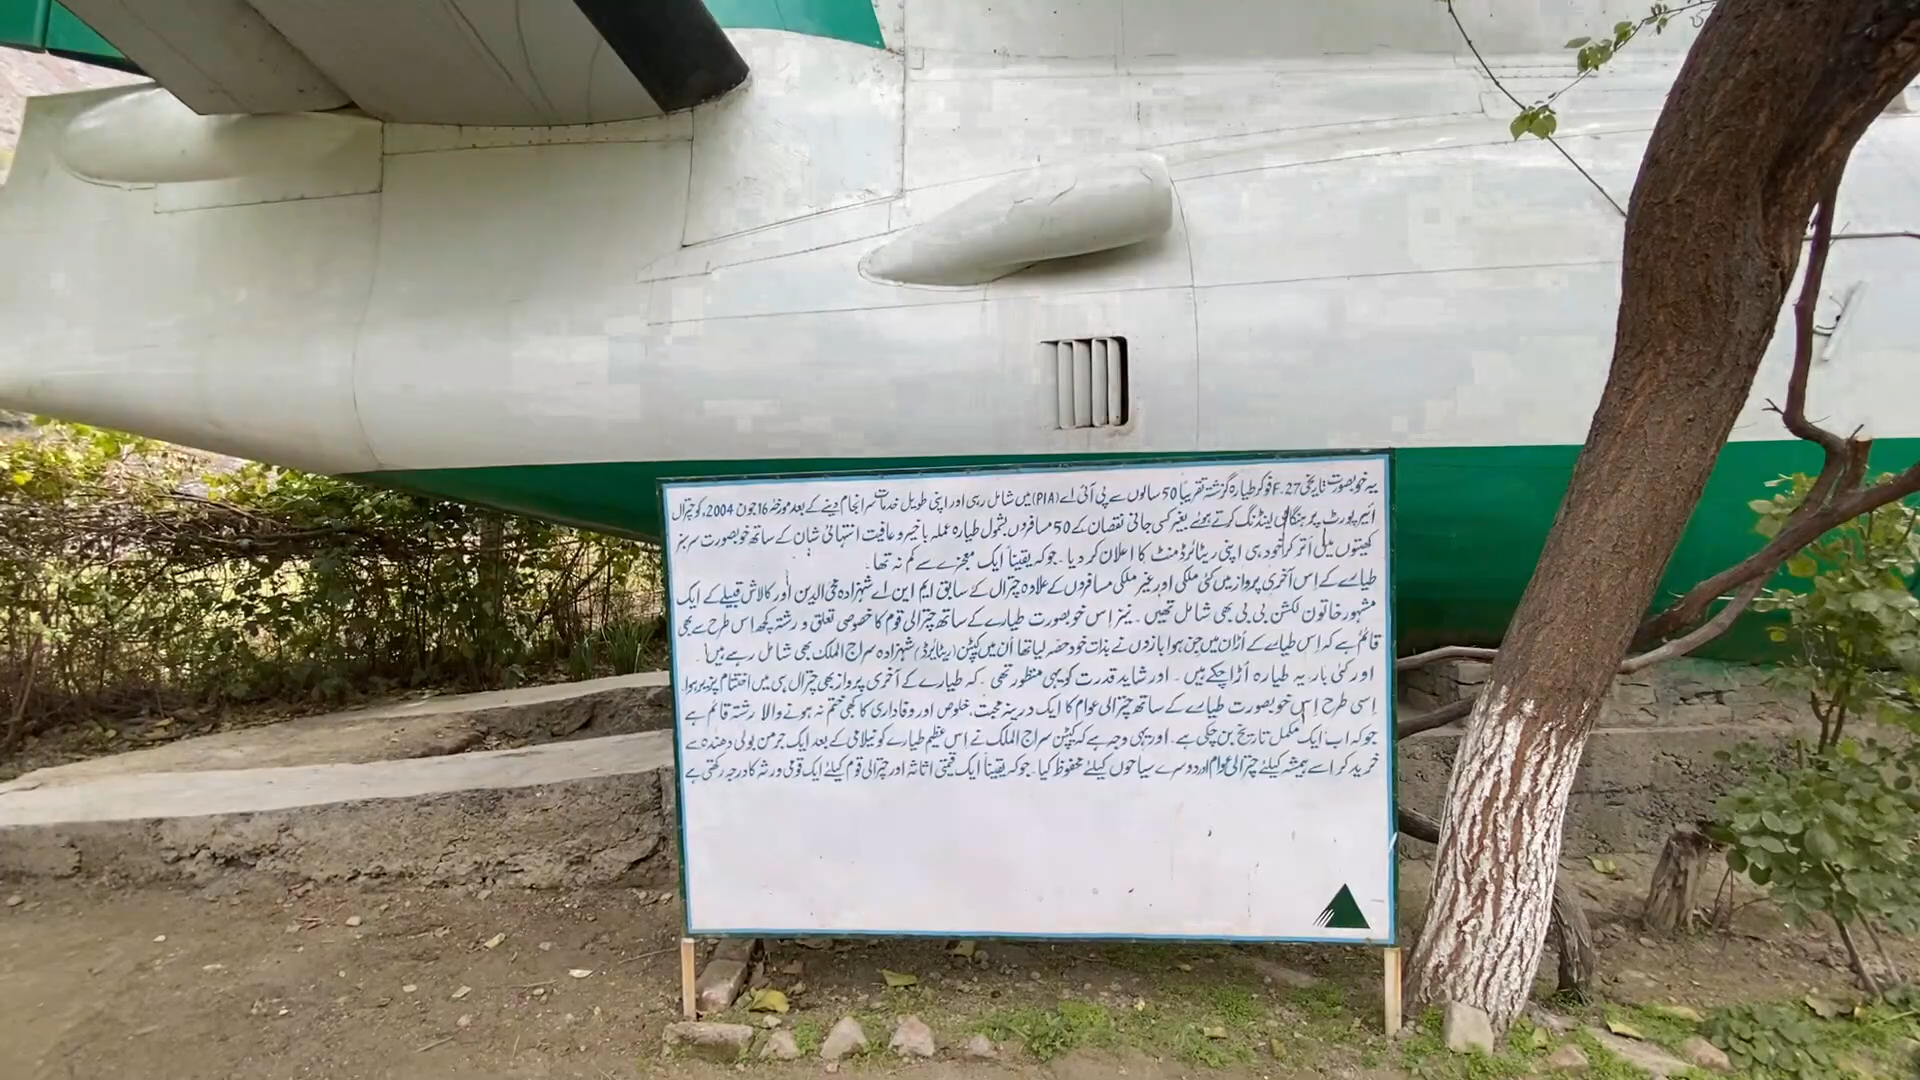 یہ خوبصورت تاریخی F.27 فوکر طیارہ گزشتہ تقریباً 50 سالوں سے پی آئی اے (PIA) میں شامل رہی اور اپنی طویل خدمات سرانجام دینے کے بعد مورخہ 16 جون 2004ء کو چترال
ائیرپورٹ پر ہنگامی لینڈنگ کرتے ہوئے بغیر کسی جانی نقصان کے 50 مسافروں بشمول طیارہ عملہ باخیر و عافیت انتہائی شان کے ساتھ خوبصورت سرسبز
کھیتوں میں اُتر کر خود ہی اپنی ریٹائرڈمنٹ کا اعلان کر دیا ۔ جو کہ یقیناً ایک معجزے سے کم نہ تھا ۔
طیارے کے اس آخری پرواز میں کئی ملکی اور غیر ملکی مسافروں کے علاوہ چترال کے سابق ایم این اے شہزادہ محی الدین اور کالاش قبیلے کے ایک
مشہور خاتون لکشن بی بی بھی شامل تھیں ۔ نیز اس خوبصورت طیارے کے ساتھ چترالی قوم کا خصوصی تعلق و رشتہ کچھ اس طرح سے بھی
قائم ہے کہ اس طیارے کے اڑان میں جن ہوابازوں نے بذات خود حصہ لیا تھا اُن میں کیپٹن (ریٹائرڈ) شہزادہ سراج الملک بھی شامل رہے ہیں ۔
اور کئی بار یہ طیارہ اُڑا چکے ہیں ۔ اور شاید قدرت کو یہی منظور تھی ۔ کہ طیارے کے آخری پرواز بھی چترال ہی میں اختتام پزیر ہوا۔
اِسی طرح اِس خوبصورت طیارے کے ساتھ چترالی عوام کا ایک دیرینہ محبت، خلوص اور وفاداری کا کبھی ختم نہ ہونے والا رشتہ قائم ہے
جو کہ اب ایک مکمل تاریخ بن چکی ہے ۔ اور یہی وجہ ہے کہ کیپٹن سراج الملک نے اس عظیم طیارے کو نیلامی کے بعد ایک جرمن بولی دھندہ سے
خرید کر اسے ہمیشہ کیلئے چترالی عوام اور دوسرے سیاحوں کیلئے محفوظ کیا ۔ جو کہ یقیناً ایک قیمتی اثاثہ اور چترالی قوم کیلئے ایک قومی ورثہ کا درجہ رکھتی ہے